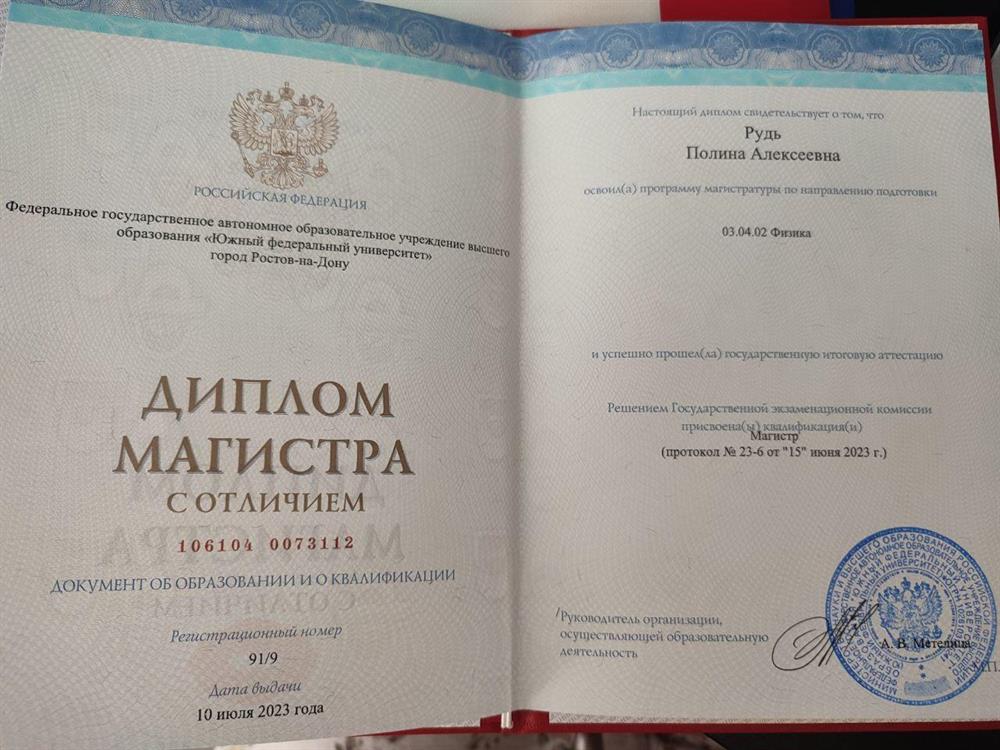 РОССИЙСКАЯ ФЕДЕРАЦИЯ
Федеральное государственное автономное образовательное учреждение высшего
образования «Южный федеральный университет»
город Ростов-на-Дону
ДИПЛОМ
МАГИСТРА
С ОТЛИЧИЕМ
106104 0073112
ДОКУМЕНТ ОБ ОБРАЗОВАНИИ И О КВАЛИФИКАЦИИ
Регистрационный номер
91/9
Дата выдачи
10 июля 2023 года
Настоящий диплом свидетельствует о том, что
Рудь
Полина Алексеевна
освоил(а) программу магистратуры по направлению подготовки
03.04.02 Физика
и успешно прошел(ла) государственную итоговую аттестацию
Решением Государственной экзаменационной комиссии
присвоена(ы) квалификация(и)
Магистр
(протокол № 23-6 от "15" июня 2023 г.)
Руководитель организации,
осуществляющей образовательную
деятельность
А. В. Метелица